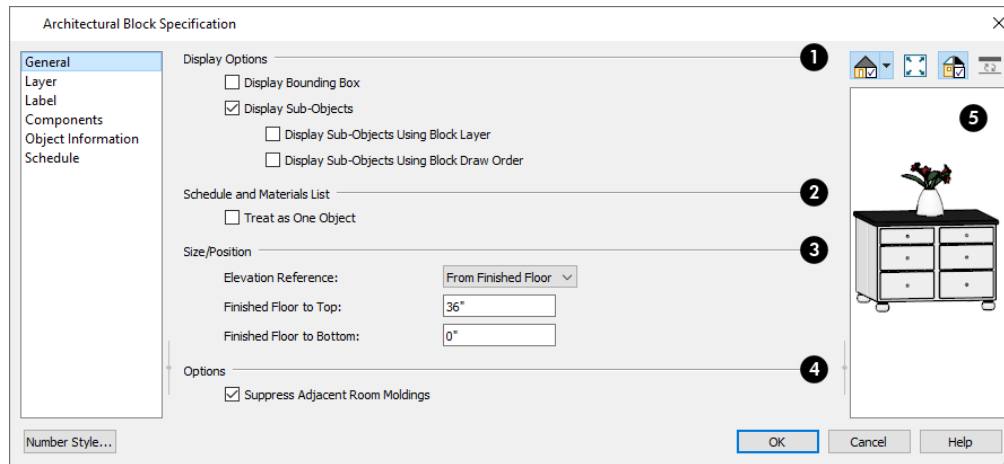 Architectural Block Specification
General
Layer
Label
Components
Object Information
Schedule
Display Options
1
Display Bounding Box
Display Sub-Objects
Display Sub-Objects Using Block Layer
Display Sub-Objects Using Block Draw Order
Schedule and Materials List
2
Treat as One Object
Size/Position
3
Elevation Reference: From Finished Floor
Finished Floor to Top: 36"
Finished Floor to Bottom: 0"
Options
4
Suppress Adjacent Room Moldings
5
Number Style...
OK
Cancel
Help